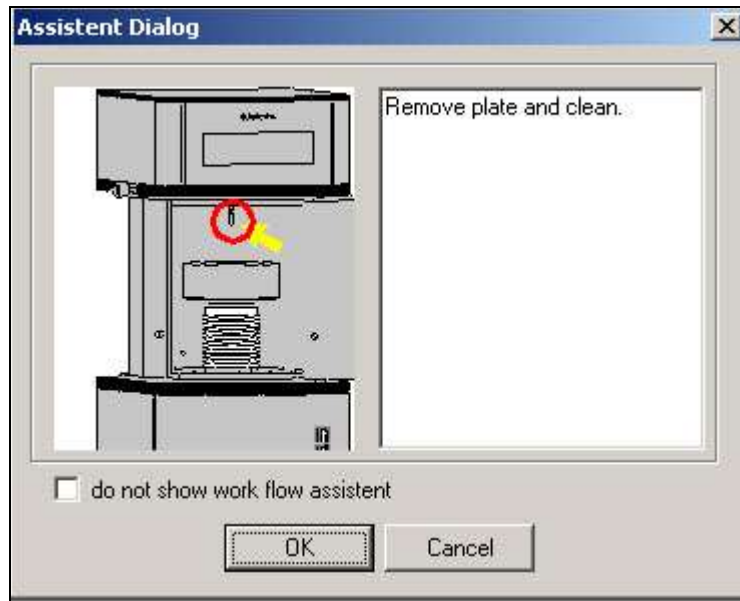 Assistent Dialog
Remove plate and clean.
do not show work flow assistent
OK
Cancel